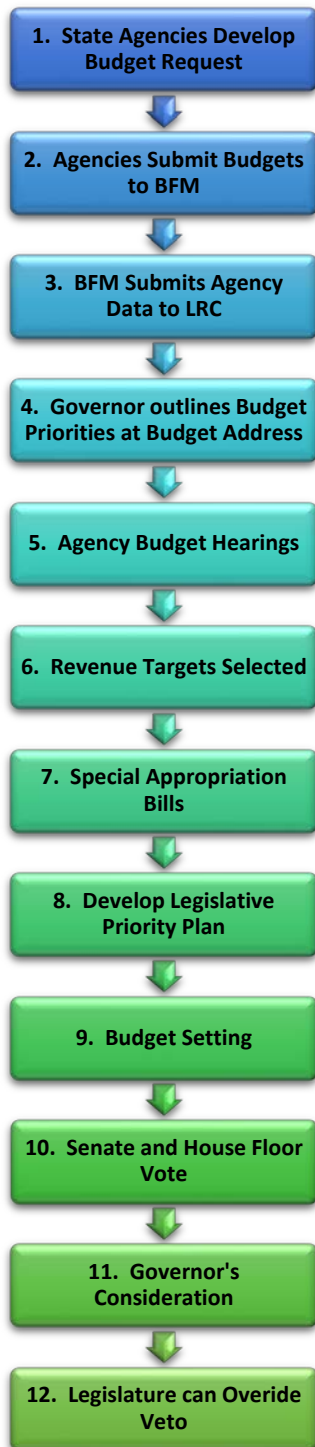 1. State Agencies Develop
Budget Request
2. Agencies Submit Budgets
to BFM
3. BFM Submits Agency
Data to LRC
4. Governor outlines Budget
Priorities at Budget Address
5. Agency Budget Hearings
6. Revenue Targets Selected
7. Special Appropriation
Bills
8. Develop Legislative
Priority Plan
9. Budget Setting
10. Senate and House Floor
Vote
11. Governor's
Consideration
12. Legislature can Overide
Veto